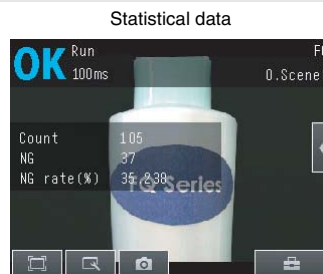 Statistical data
OK Run
100ms
0.Scene
Count 105
NG 37
NG rate(%) 35.238
FQ Series